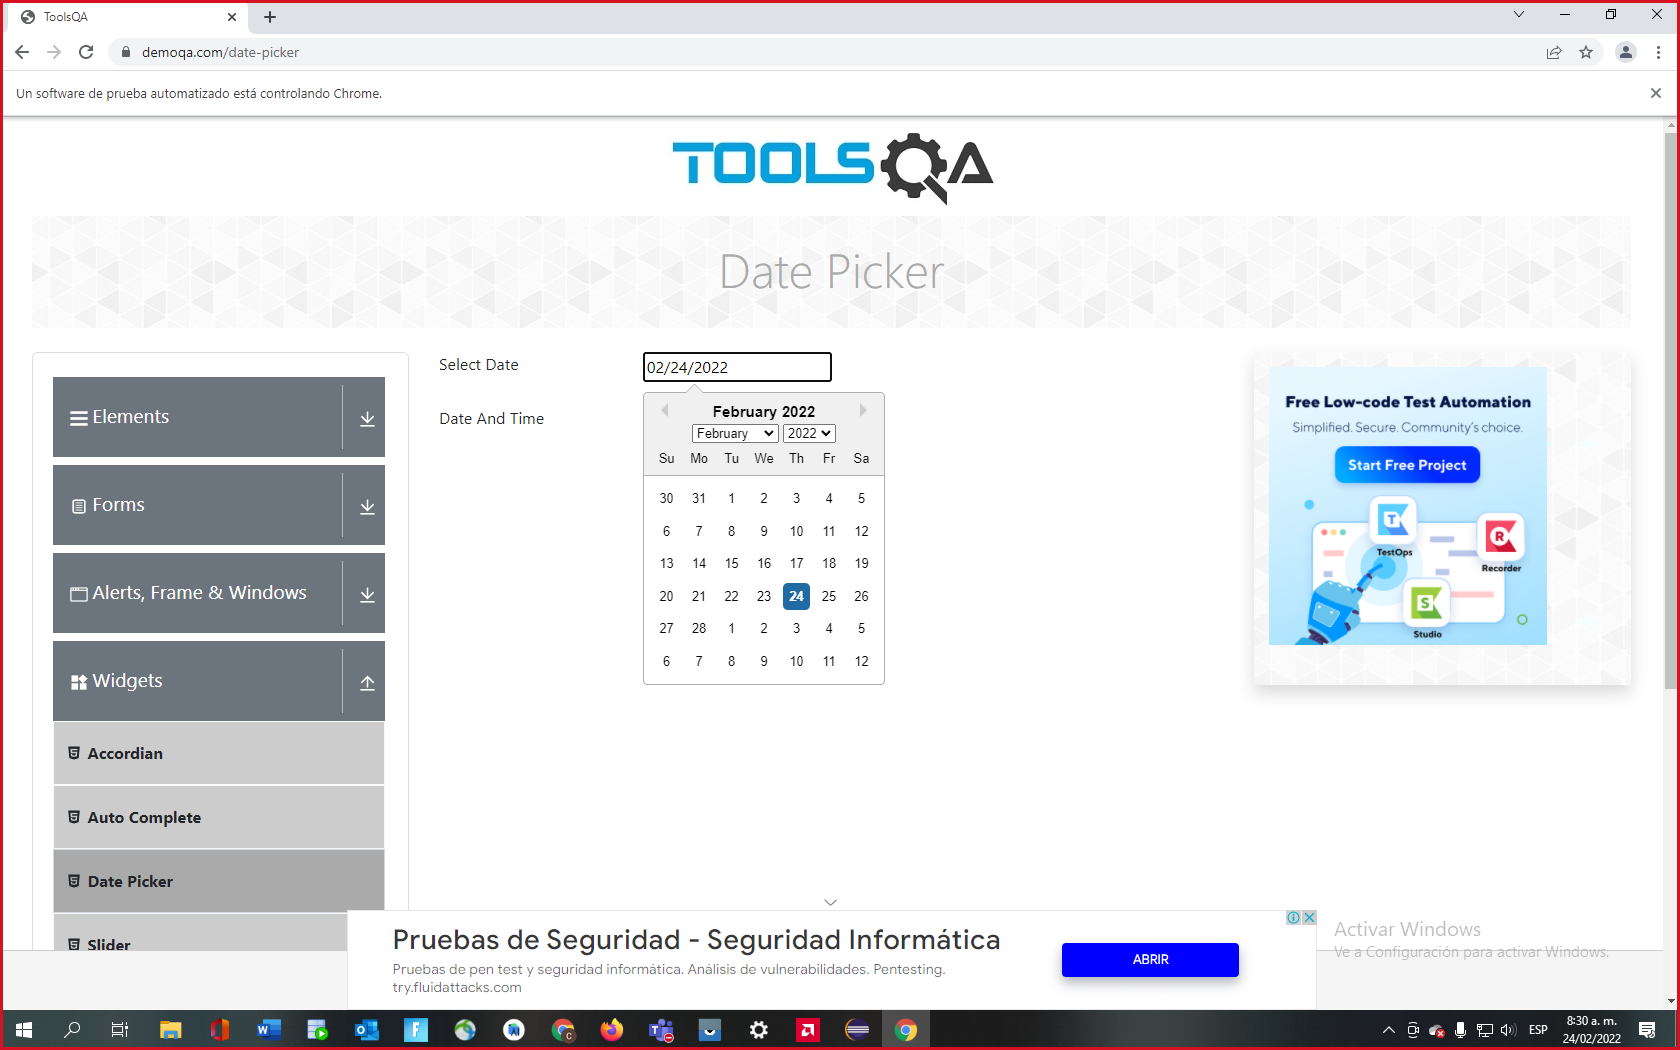 ToolsQA
demoqa.com/date-picker
Un software de prueba automatizado está controlando Chrome.
TOOLSQA
Date Picker
Elements
Forms
Alerts, Frame & Windows
Widgets
Accordian
Auto Complete
Date Picker
Slider
Select Date
02/24/2022
Date And Time
February 2022
February 2022
Su Mo Tu We Th Fr Sa
30 31 1 2 3 4 5
6 7 8 9 10 11 12
13 14 15 16 17 18 19
20 21 22 23 24 25 26
27 28 1 2 3 4 5
6 7 8 9 10 11 12
Free Low-code Test Automation
Simplified. Secure. Community's choice.
Start Free Project
TestOps
Recorder
Studio
Pruebas de Seguridad - Seguridad Informática
Pruebas de pen test y seguridad informática. Análisis de vulnerabilidades. Pentesting.
try.fluidattacks.com
ABRIR
Activar Windows
Ve a Configuración para activar Windows.
ESP
8:30 a. m.
24/02/2022